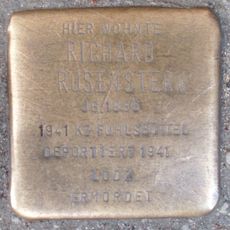 HIER WOHNTE
RICHARD
ROSENSTERN
1941 KZ FUHLSBÜTTEL
DEPORTIERT 1941
LODZ
ERMORDET